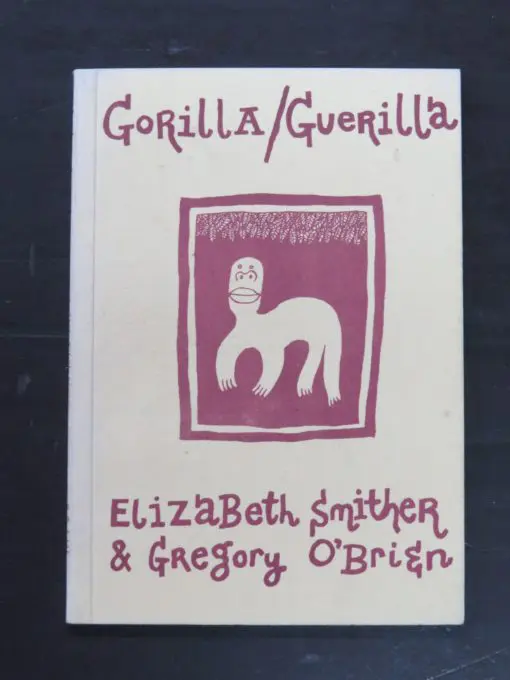 Gorilla/Guerilla
Elizabeth Smither
& Gregory O'Brien